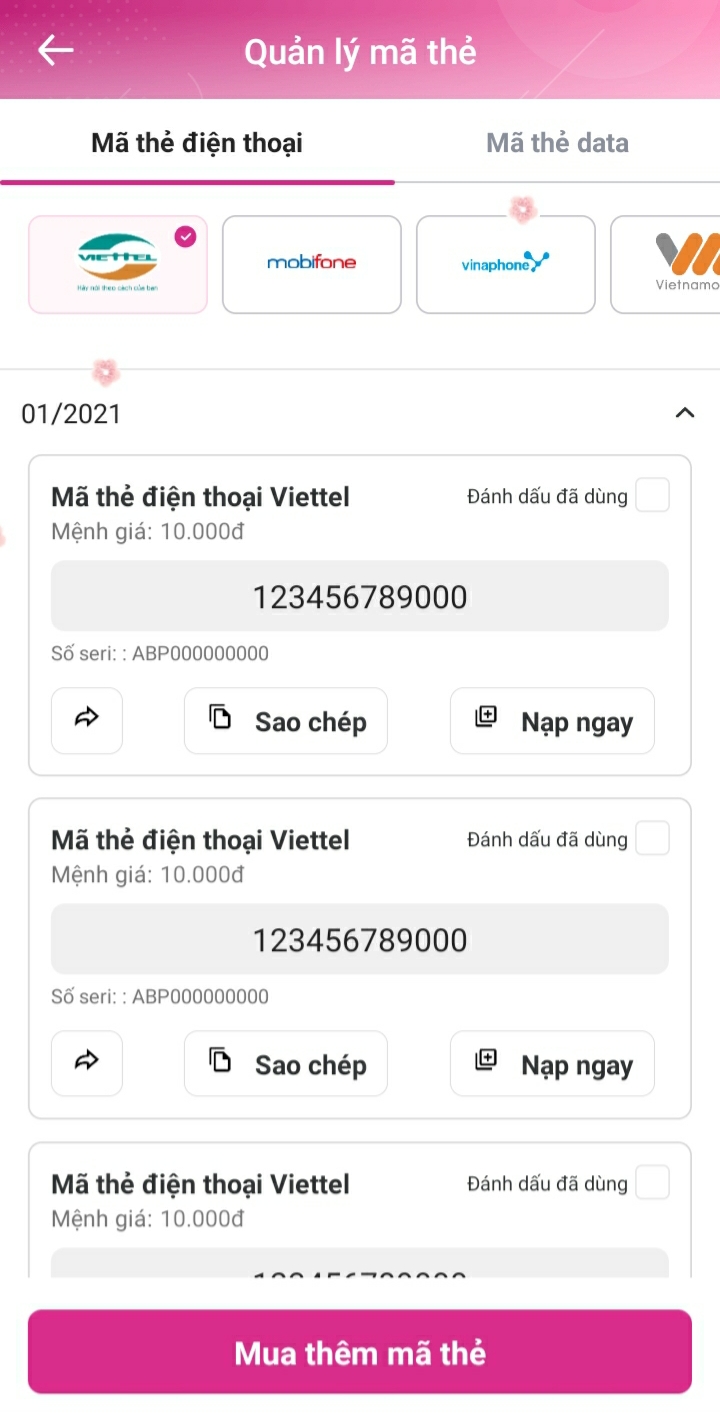 Quản lý mã thẻ
Mã thẻ điện thoại
Mã thẻ data
VIETTEL
Hãy nói theo cách của bạn
mobifone
vinaphone
Vietnamo
01/2021
Mã thẻ điện thoại Viettel
Đánh dấu đã dùng
Mệnh giá: 10.000đ
123456789000
Số seri: : ABP000000000
Sao chép
Nạp ngay
Mã thẻ điện thoại Viettel
Đánh dấu đã dùng
Mệnh giá: 10.000đ
123456789000
Số seri: : ABP000000000
Sao chép
Nạp ngay
Mã thẻ điện thoại Viettel
Đánh dấu đã dùng
Mệnh giá: 10.000đ
Mua thêm mã thẻ